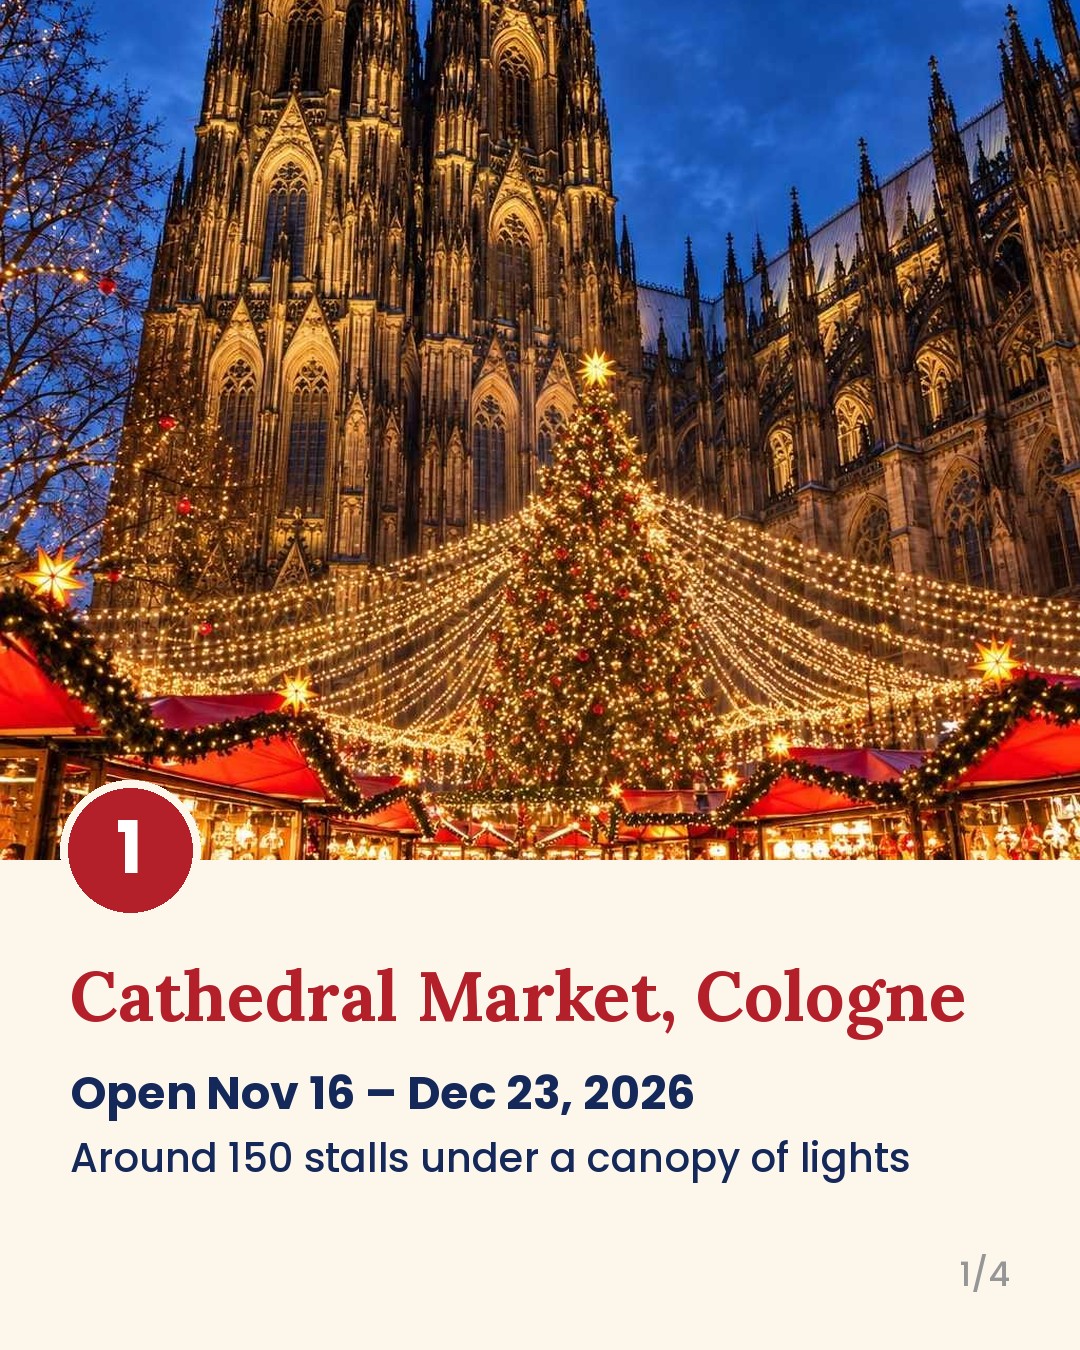 1
Cathedral Market, Cologne
Open Nov 16 – Dec 23, 2026
Around 150 stalls under a canopy of lights
1/4